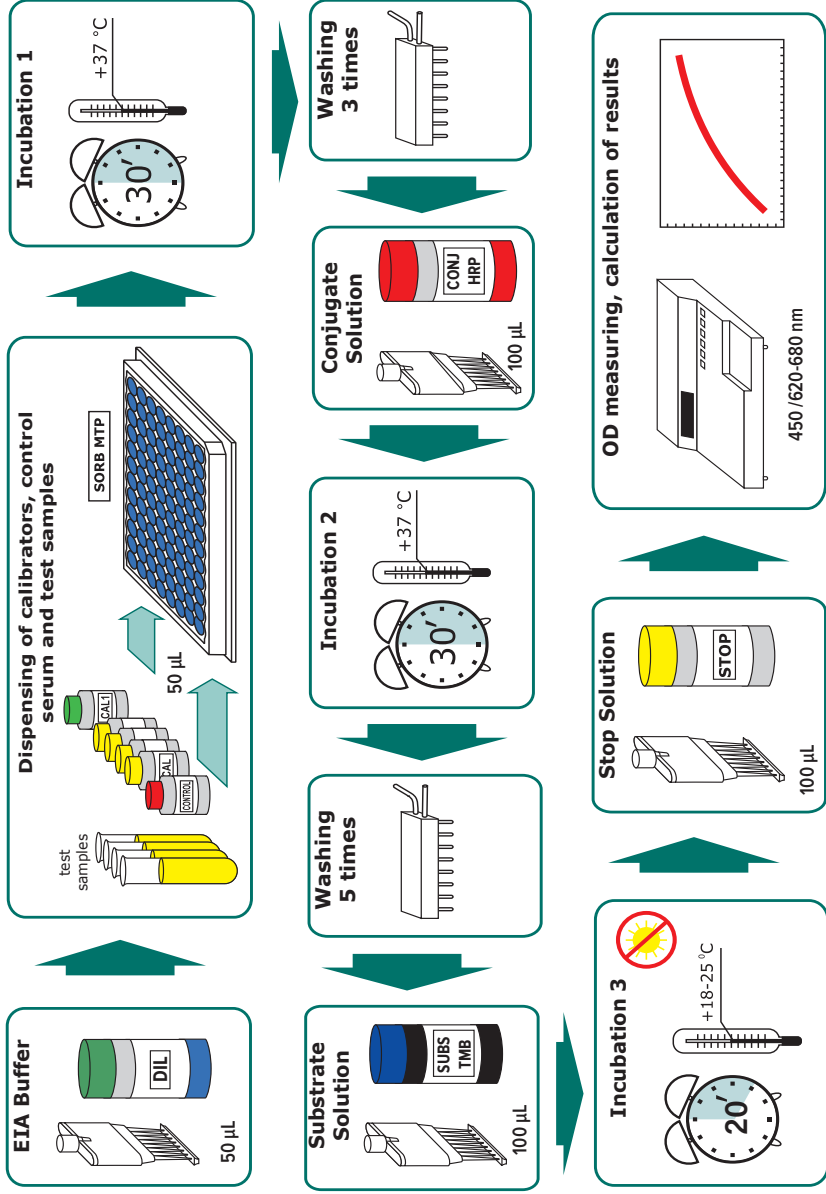 EIA Buffer
DIL
50 µL
Dispensing of calibrators, control
serum and test samples
test
samples
CONTROL
CAL
CAL1
50 µL
SORB MTP
Incubation 1
30′
+37 °C
Washing
3 times
Conjugate
Solution
CONJ
HRP
100 µL
Incubation 2
30′
+37 °C
Washing
5 times
Substrate
Solution
SUBS
TMB
100 µL
Incubation 3
20′
+18-25 °C
Stop Solution
STOP
100 µL
OD measuring, calculation of results
450 /620-680 nm